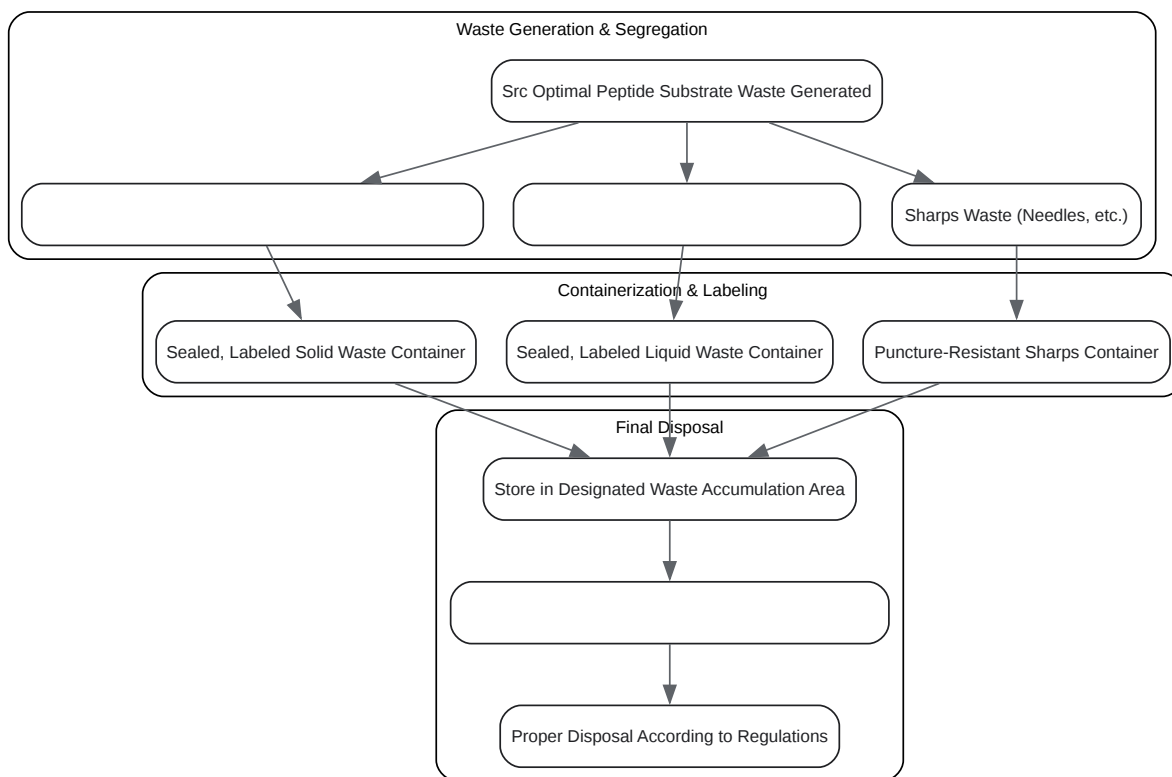 Waste Generation & Segregation
Src Optimal Peptide Substrate Waste Generated
Sharps Waste (Needles, etc.)
Containerization & Labeling
Sealed, Labeled Solid Waste Container
Sealed, Labeled Liquid Waste Container
Puncture-Resistant Sharps Container
Final Disposal
Store in Designated Waste Accumulation Area
Proper Disposal According to Regulations